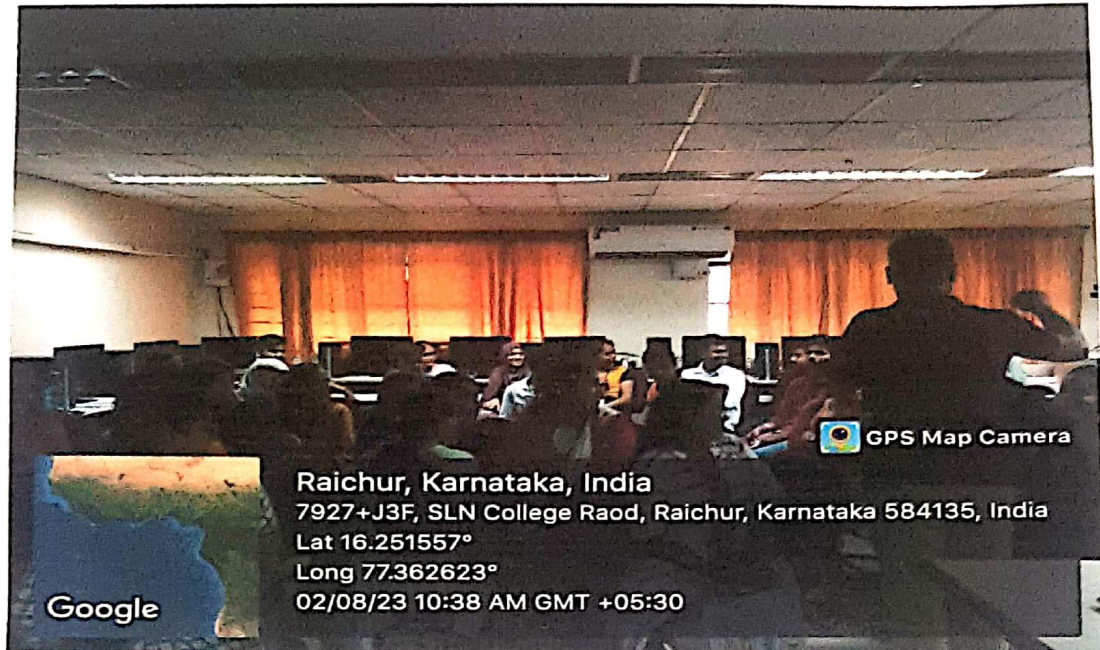 GPS Map Camera
Raichur, Karnataka, India
7927+J3F, SLN College Raod, Raichur, Karnataka 584135, India
Lat 16.251557°
Long 77.362623°
02/08/23 10:38 AM GMT +05:30
Google